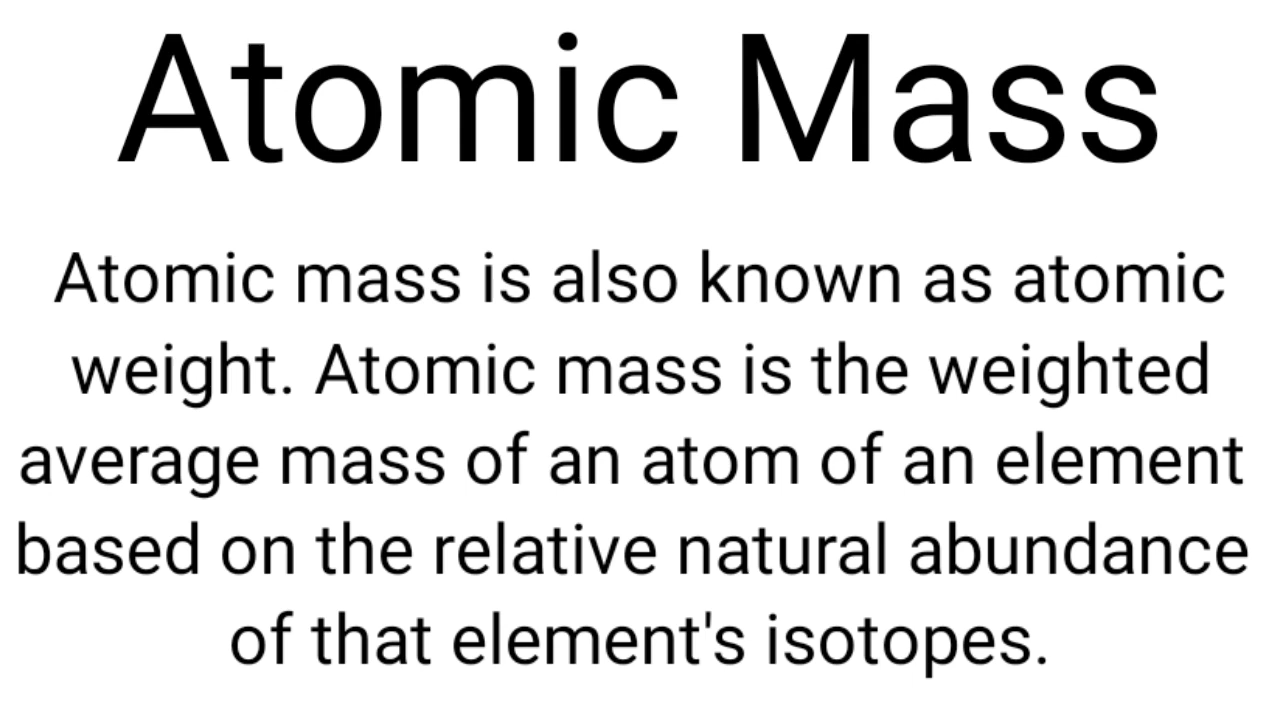 Atomic Mass
Atomic mass is also known as atomic
weight. Atomic mass is the weighted
average mass of an atom of an element
based on the relative natural abundance
of that element's isotopes.